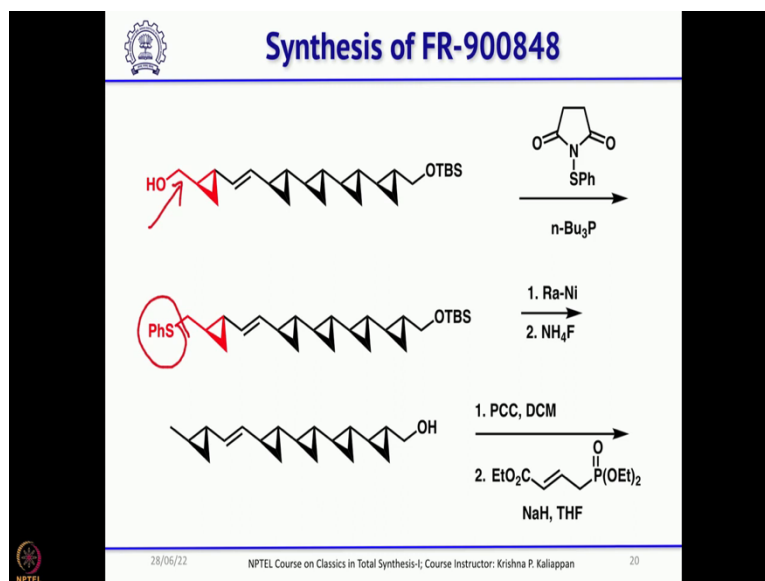 Synthesis of FR-900848
HO
OTBS
O
N
O
SPh
n-Bu₃P
PhS
OTBS
1. Ra-Ni
2. NH₄F
OH
1. PCC, DCM
2. EtO₂C
O
P(OEt)₂
NaH, THF
28/06/22
NPTEL Course on Classics in Total Synthesis-I; Course Instructor: Krishna P. Kaliappan
20
NPTEL